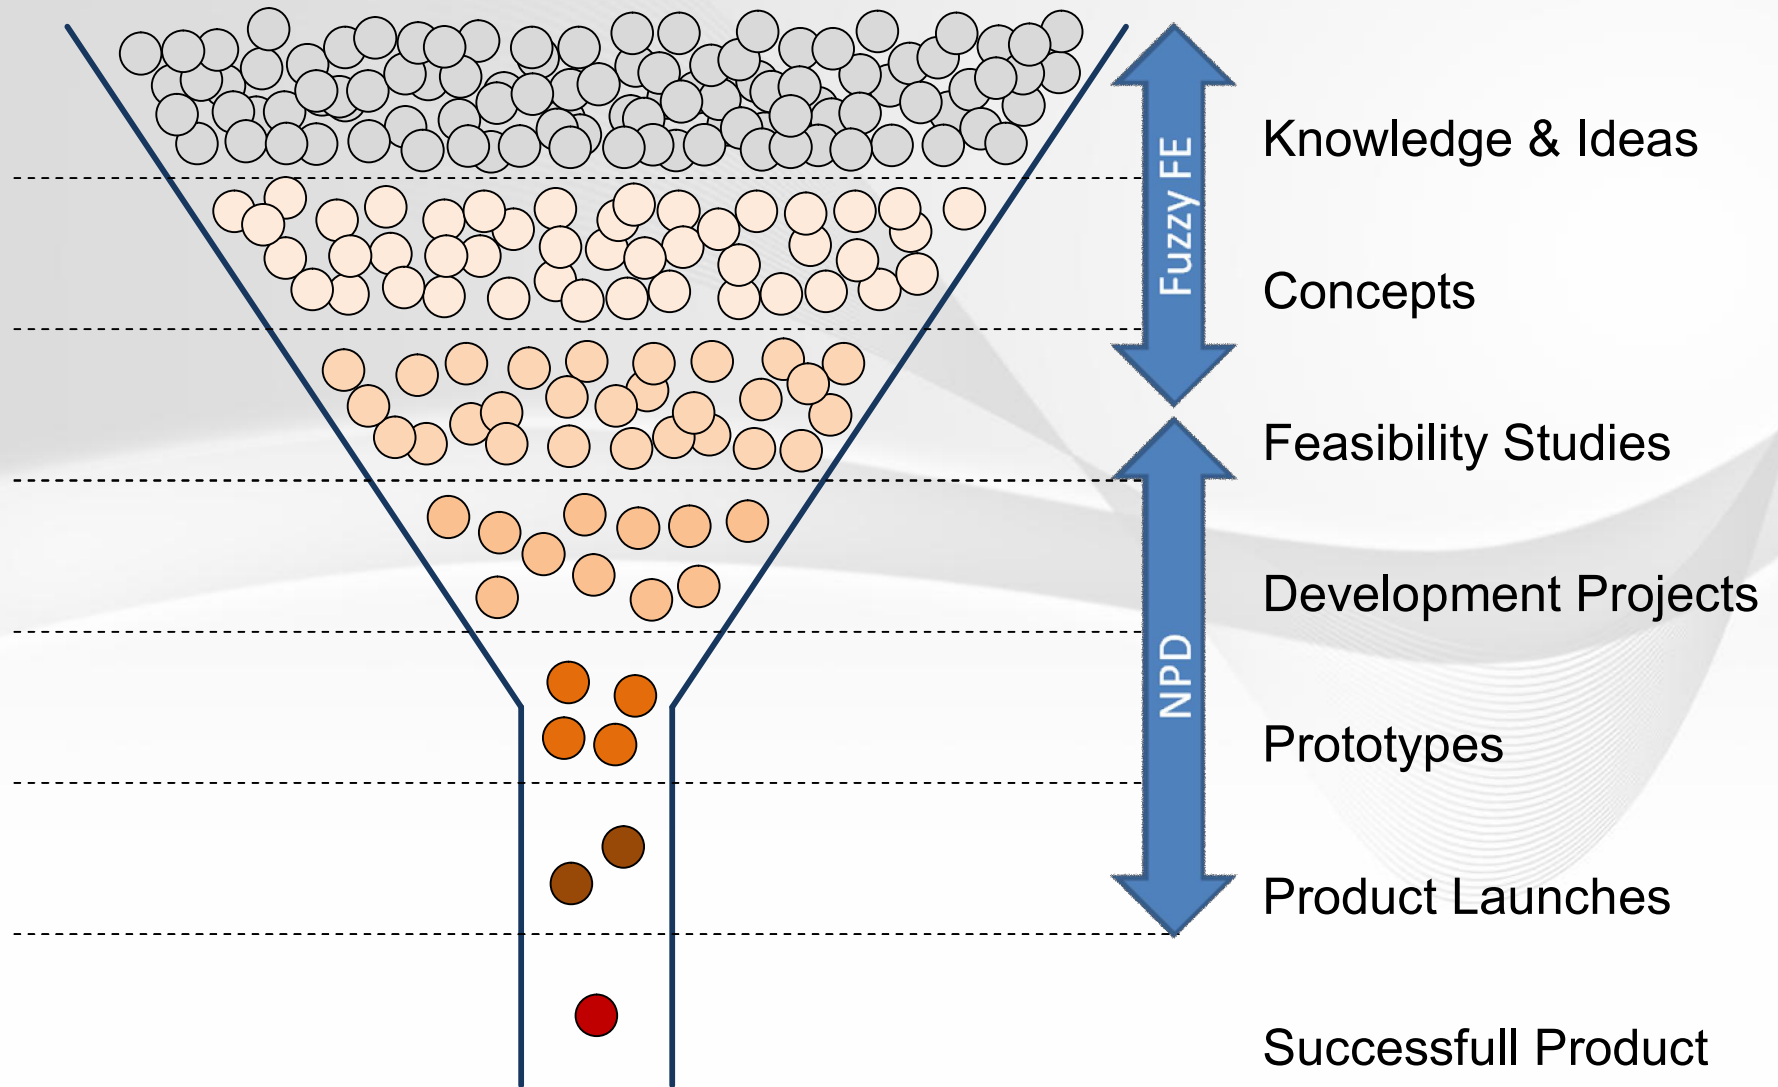 Knowledge & Ideas
Fuzzy FE
Concepts
Feasibility Studies
Development Projects
NPD
Prototypes
Product Launches
Successfull Product